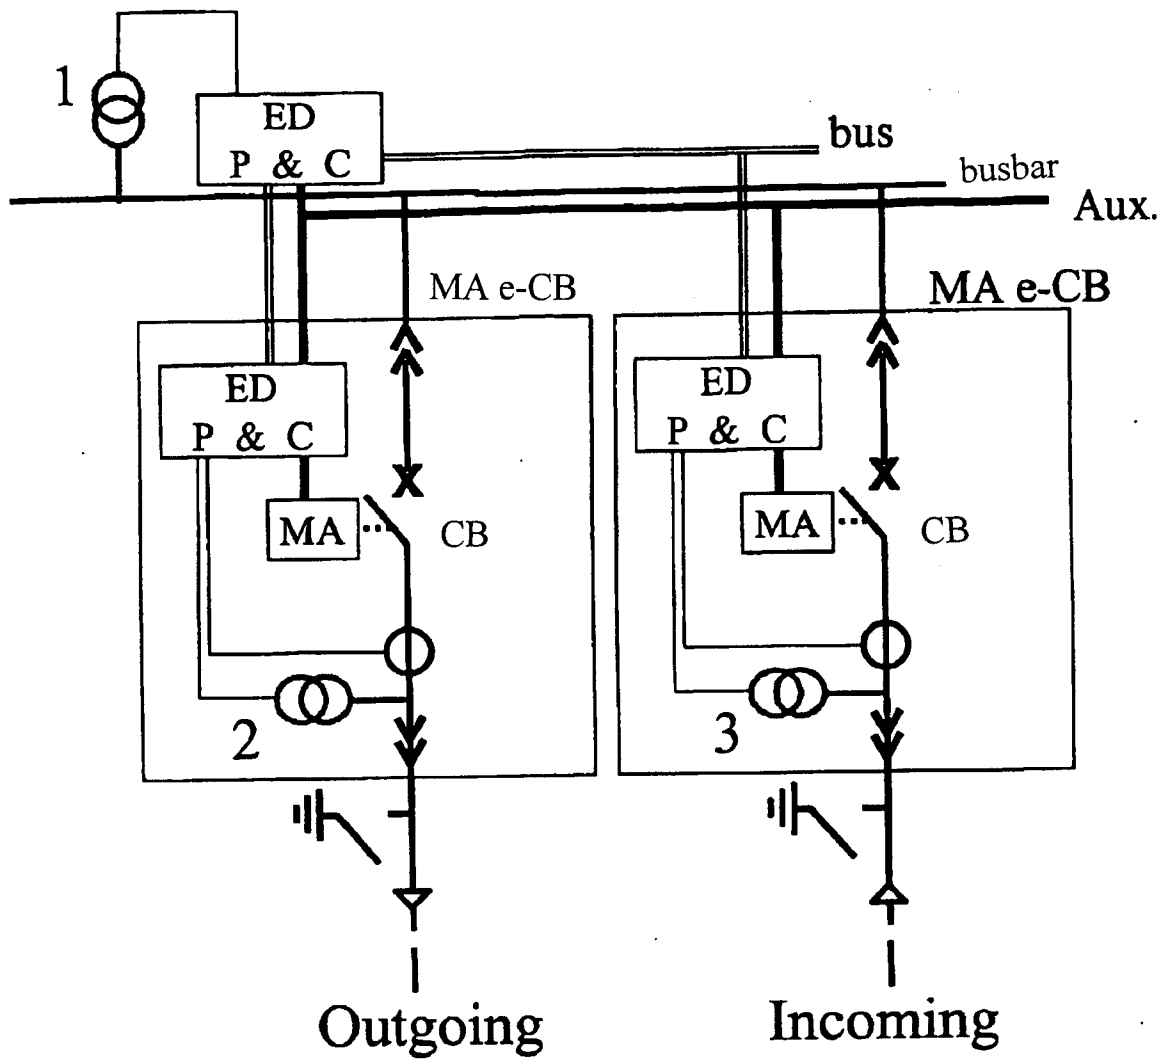 1
ED
P & C
bus
busbar
Aux.
MA e-CB
MA e-CB
ED
P & C
ED
P & C
MA
CB
MA
CB
2
3
Outgoing
Incoming